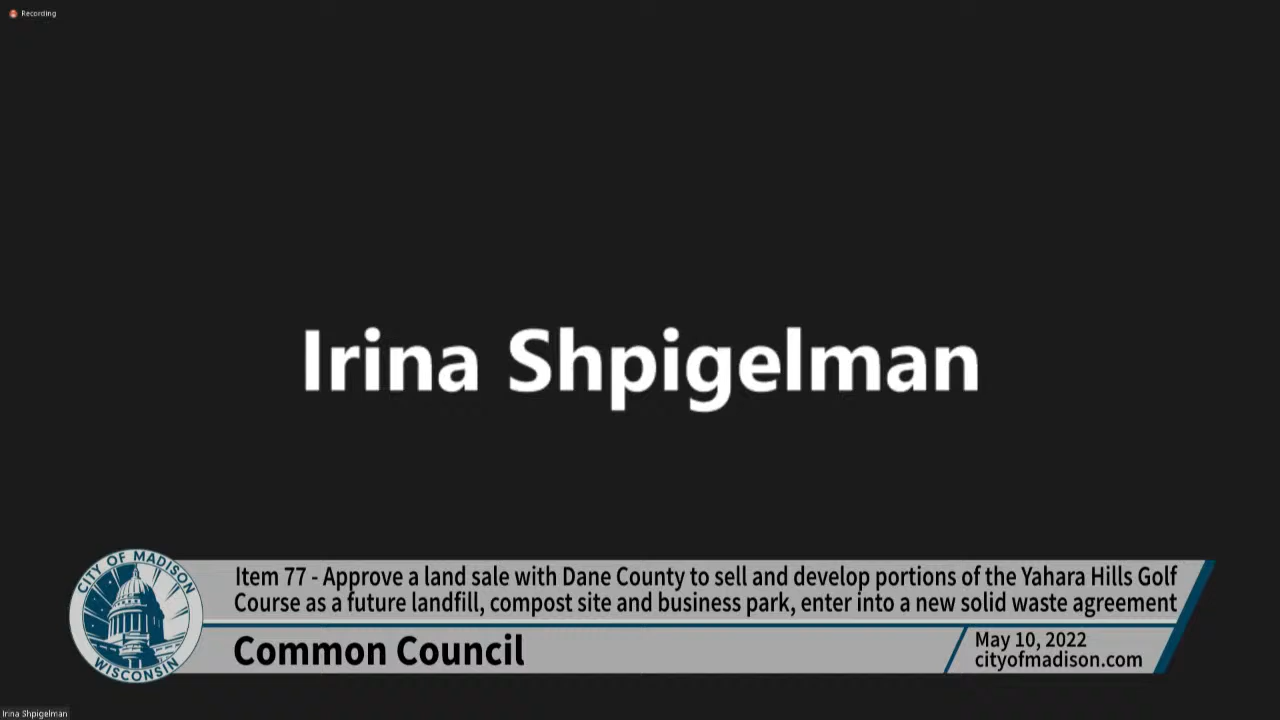 Recording
Irina Shpigelman
CITY OF MADISON
WISCONSIN
Item 77 - Approve a land sale with Dane County to sell and develop portions of the Yahara Hills Golf
Course as a future landfill, compost site and business park, enter into a new solid waste agreement
Common Council
May 10, 2022
cityofmadison.com
Irina Shpigelman